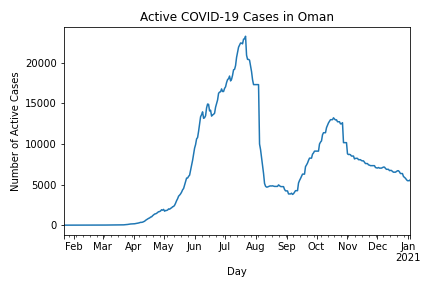 Active COVID-19 Cases in Oman
Number of Active Cases
20000
15000
10000
5000
0
Feb Mar Apr May Jun Jul Aug Sep Oct Nov Dec Jan
2021
Day